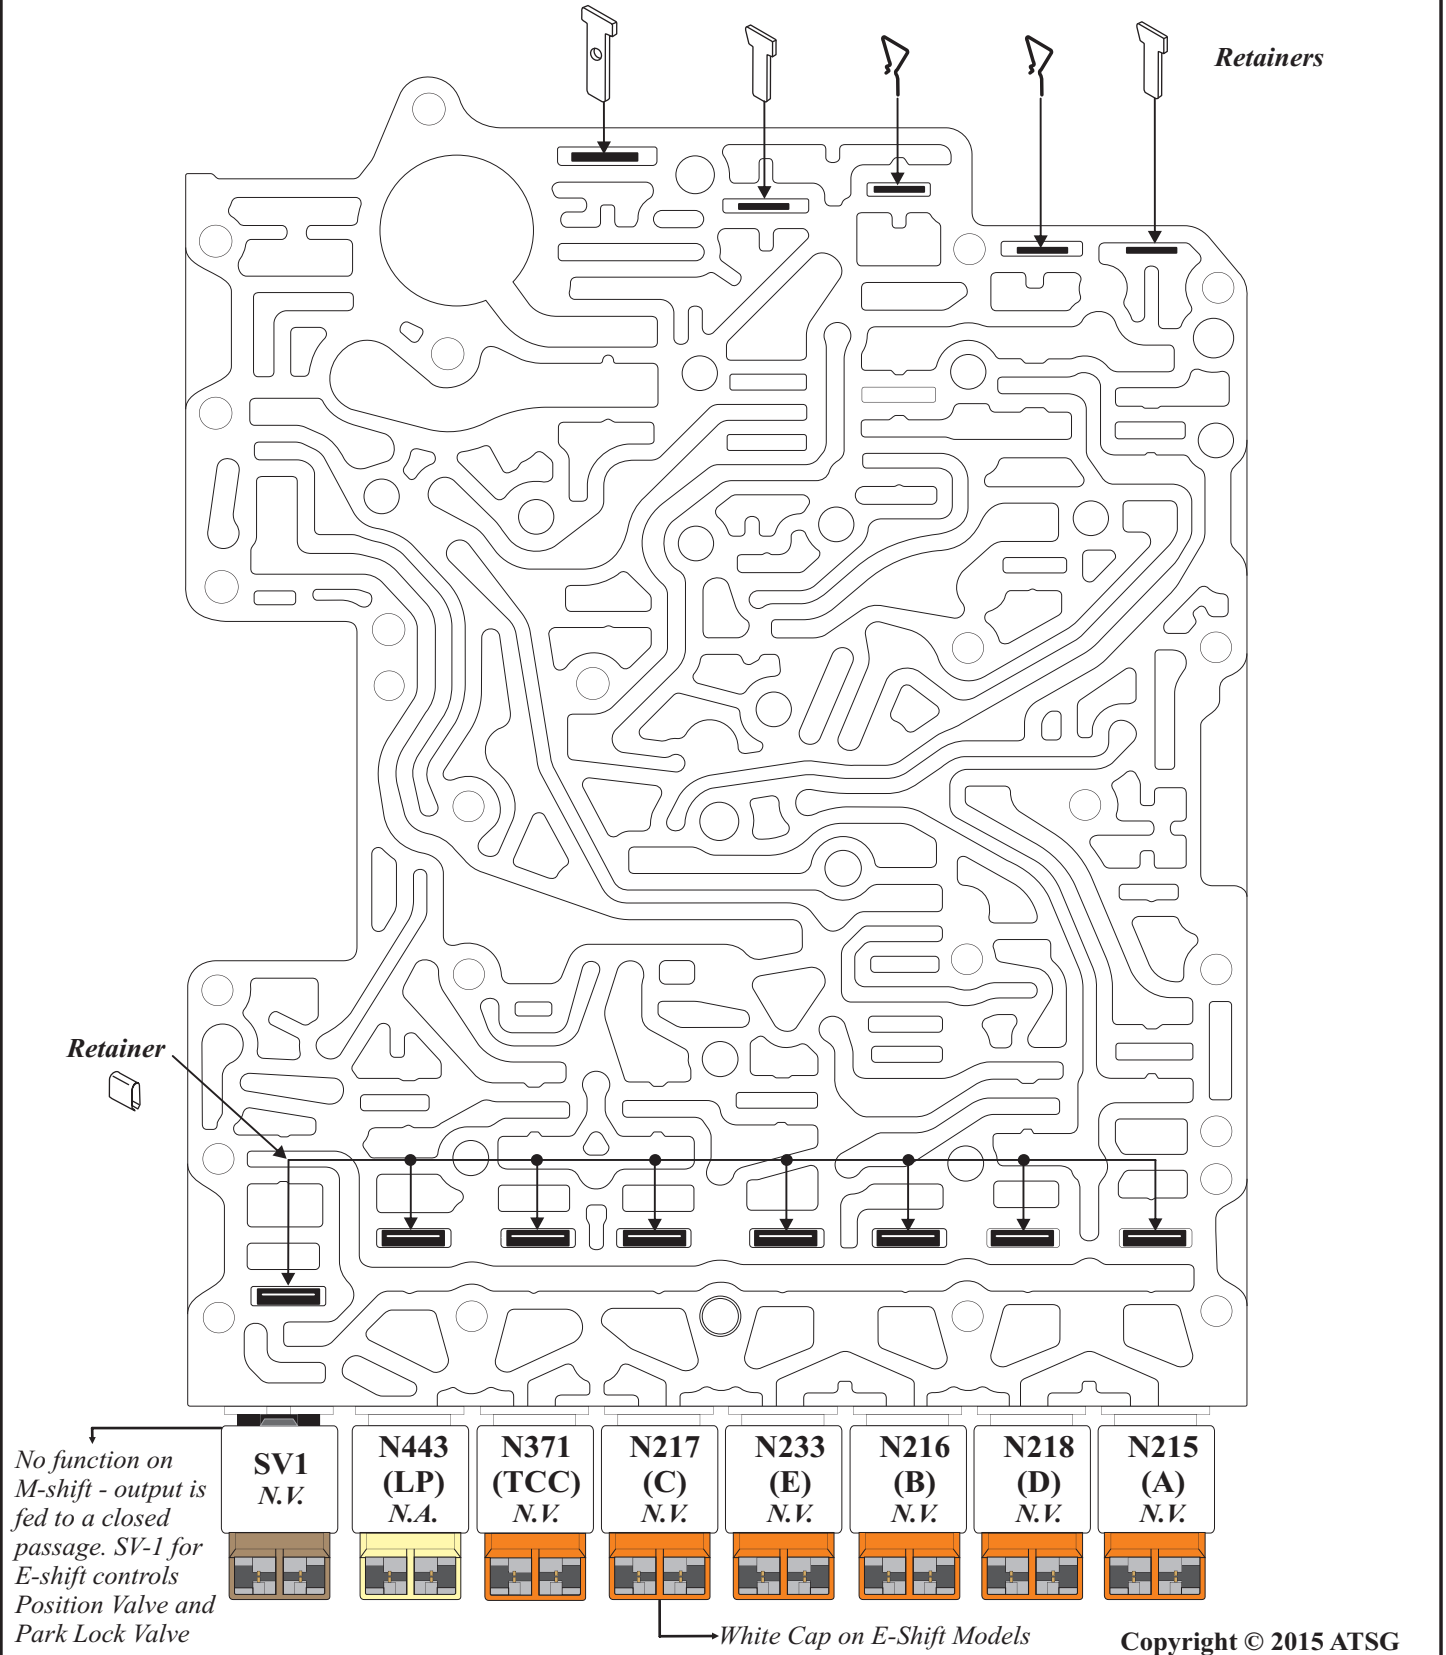 Retainers
Retainer
No function on
M-shift - output is
fed to a closed
passage. SV-1 for
E-shift controls
Position Valve and
Park Lock Valve
SV1
N.V.
N443
(LP)
N.A.
N371
(TCC)
N.V.
N217
(C)
N.V.
N233
(E)
N.V.
N216
(B)
N.V.
N218
(D)
N.V.
N215
(A)
N.V.
White Cap on E-Shift Models
Copyright © 2015 ATSG